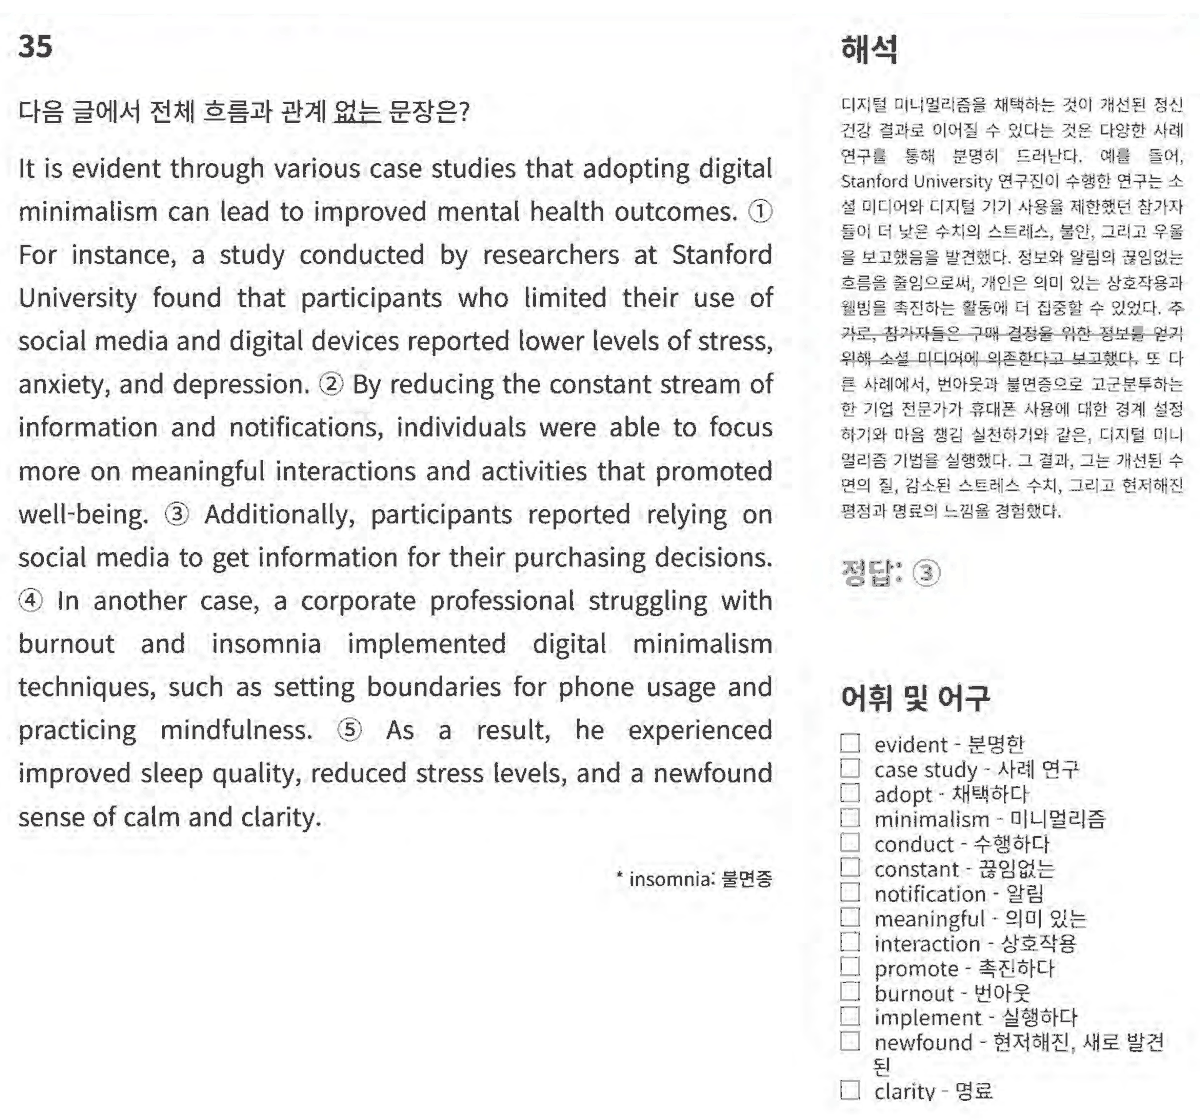 35
다음 글에서 전체 흐름과 관계 없는 문장은?
It is evident through various case studies that adopting digital
minimalism can lead to improved mental health outcomes. ①
For instance, a study conducted by researchers at Stanford
University found that participants who limited their use of
social media and digital devices reported lower levels of stress,
anxiety, and depression. ② By reducing the constant stream of
information and notifications, individuals were able to focus
more on meaningful interactions and activities that promoted
well-being. ③ Additionally, participants reported relying on
social media to get information for their purchasing decisions.
④ In another case, a corporate professional struggling with
burnout and insomnia implemented digital minimalism
techniques, such as setting boundaries for phone usage and
practicing mindfulness. ⑤ As a result, he experienced
improved sleep quality, reduced stress levels, and a newfound
sense of calm and clarity.
* insomnia: 불면증
해석
디지털 미니멀리즘을 채택하는 것이 개선된 정신
건강 결과로 이어질 수 있다는 것은 다양한 사례
연구를 통해 분명히 드러난다. 예를 들어,
Stanford University 연구진이 수행한 연구는 소
셜 미디어와 디지털 기기 사용을 제한했던 참가자
들이 더 낮은 수치의 스트레스, 불안, 그리고 우울
을 보고했음을 발견했다. 정보와 알림의 끊임없는
흐름을 줄임으로써, 개인은 의미 있는 상호작용과
웰빙을 촉진하는 활동에 더 집중할 수 있었다. 추
가로, 참가자들은 구매 결정을 위한 정보를 얻기
위해 소셜 미디어에 의존한다고 보고했다. 또 다
른 사례에서, 번아웃과 불면증으로 고군분투하는
한 기업 전문가가 휴대폰 사용에 대한 경계 설정
하기와 마음 챙김 실천하기와 같은, 디지털 미니
멀리즘 기법을 실행했다. 그 결과, 그는 개선된 수
면의 질, 감소된 스트레스 수치, 그리고 현저해진
평정과 명료의 느낌을 경험했다.
정답: ③
어휘 및 어구
evident - 분명한
case study - 사례 연구
adopt - 채택하다
minimalism - 미니멀리즘
conduct - 수행하다
constant - 끊임없는
notification - 알림
meaningful - 의미 있는
interaction - 상호작용
promote - 촉진하다
burnout - 번아웃
implement - 실행하다
newfound - 현저해진, 새로 발견
된
clarity - 명료